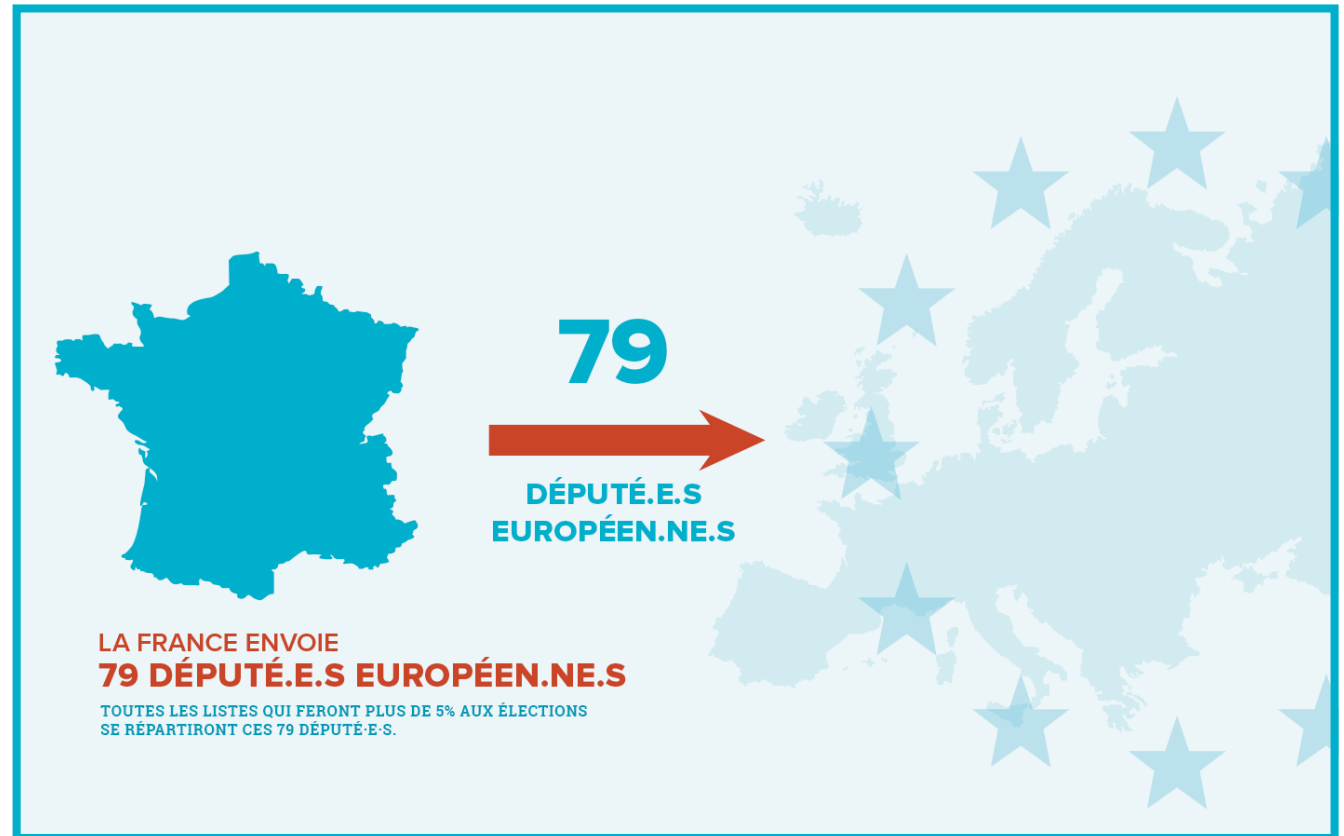 79
DÉPUTÉ.E.S
EUROPÉEN.NE.S
LA FRANCE ENVOIE
79 DÉPUTÉ.E.S EUROPÉEN.NE.S
TOUTES LES LISTES QUI FERONT PLUS DE 5% AUX ÉLECTIONS
SE RÉPARTIRONT CES 79 DÉPUTÉ·E·S.